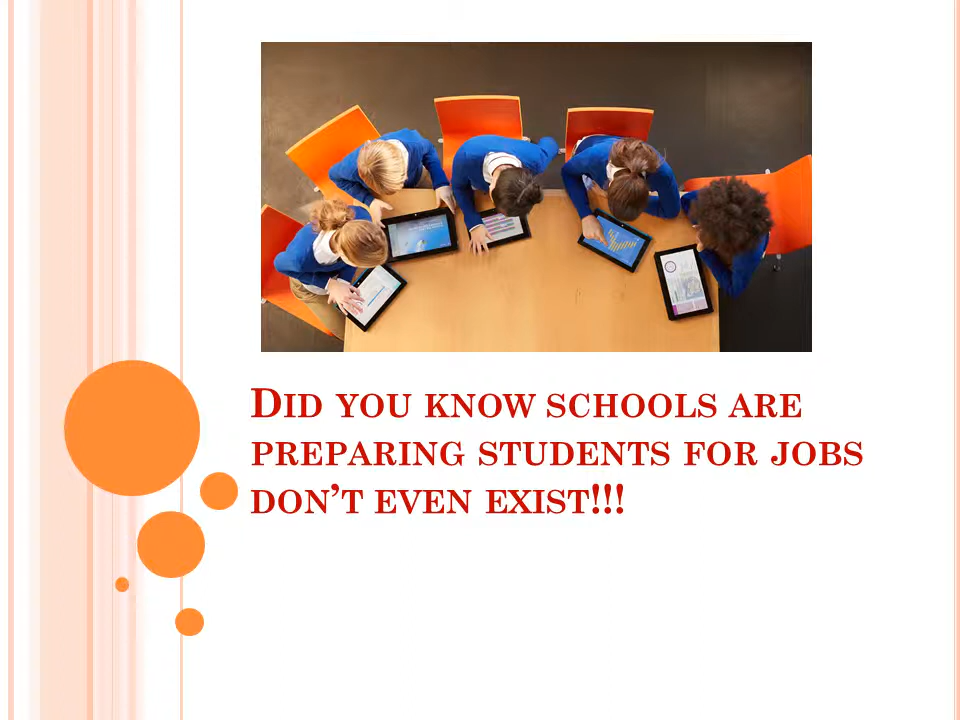 Did you know schools are
preparing students for jobs
don't even exist!!!